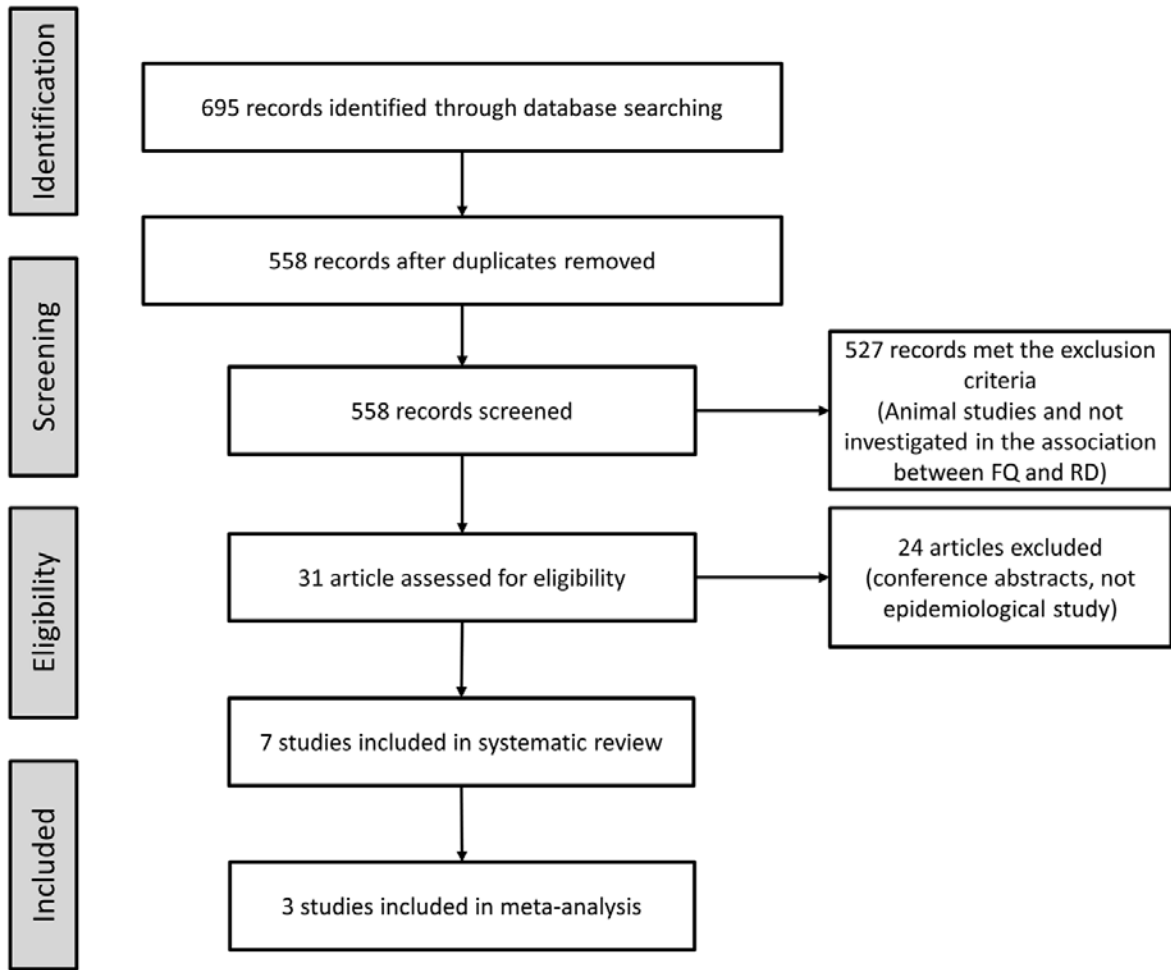 Identification
695 records identified through database searching
558 records after duplicates removed
Screening
558 records screened
527 records met the exclusion
criteria
(Animal studies and not
investigated in the association
between FQ and RD)
Eligibility
31 article assessed for eligibility
24 articles excluded
(conference abstracts, not
epidemiological study)
7 studies included in systematic review
Included
3 studies included in meta-analysis